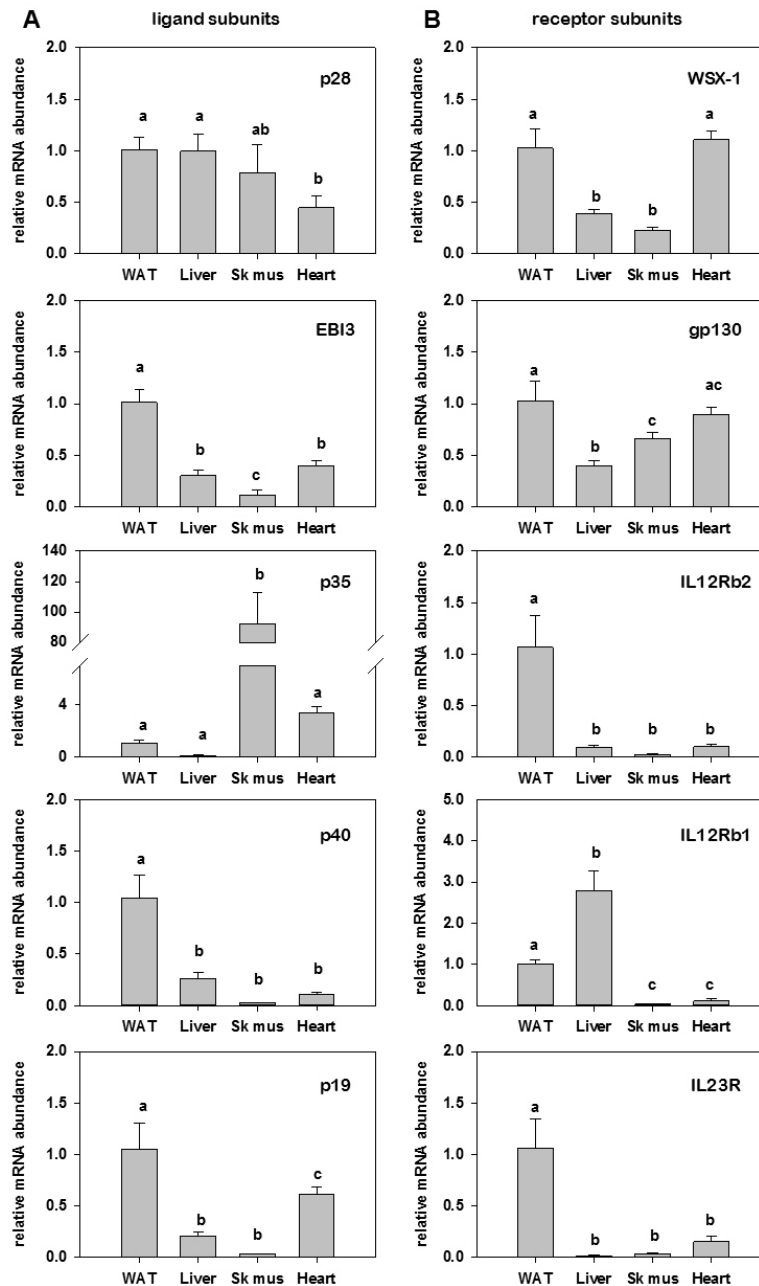 A ligand subunits
2.0
1.5
1.0
0.5
0.0
relative mRNA abundance
p28
a a ab b
WAT Liver Sk mus Heart
2.0
1.5
1.0
0.5
0.0
relative mRNA abundance
EBI3
a b c b
WAT Liver Sk mus Heart
140
120
100
80
4
0
relative mRNA abundance
p35
a a b a
WAT Liver Sk mus Heart
2.0
1.5
1.0
0.5
0.0
relative mRNA abundance
p40
a b b b
WAT Liver Sk mus Heart
2.0
1.5
1.0
0.5
0.0
relative mRNA abundance
p19
a b b c
WAT Liver Sk mus Heart
B receptor subunits
2.0
1.5
1.0
0.5
0.0
relative mRNA abundance
WSX-1
a b b a
WAT Liver Sk mus Heart
2.0
1.5
1.0
0.5
0.0
relative mRNA abundance
gp130
a b c ac
WAT Liver Sk mus Heart
2.0
1.5
1.0
0.5
0.0
relative mRNA abundance
IL12Rb2
a b b b
WAT Liver Sk mus Heart
5.0
4.0
3.0
2.0
1.0
0.0
relative mRNA abundance
IL12Rb1
a b c c
WAT Liver Sk mus Heart
2.0
1.5
1.0
0.5
0.0
relative mRNA abundance
IL23R
a b b b
WAT Liver Sk mus Heart